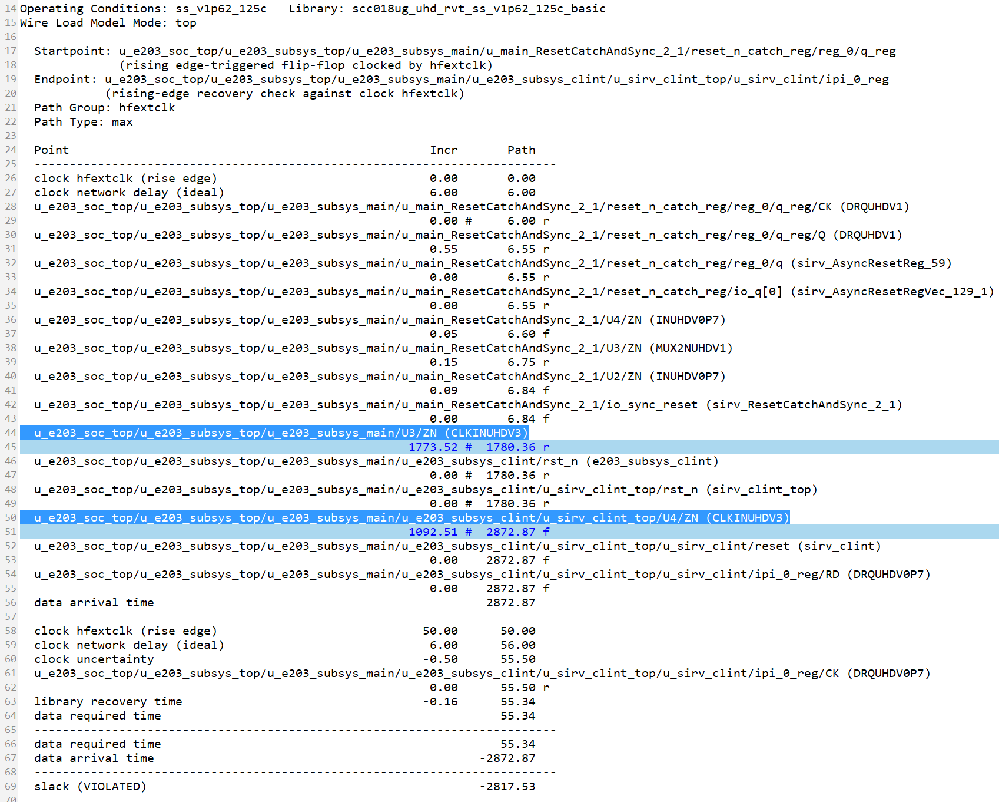 14 Operating Conditions: ss_v1p62_125c   Library: scc018ug_uhd_rvt_ss_v1p62_125c_basic
15 Wire Load Model Mode: top
16
17   Startpoint: u_e203_soc_top/u_e203_subsys_top/u_e203_subsys_main/u_main_ResetCatchAndSync_2_1/reset_n_catch_reg/reg_0/q_reg
18               (rising edge-triggered flip-flop clocked by hfextclk)
19   Endpoint: u_e203_soc_top/u_e203_subsys_top/u_e203_subsys_main/u_e203_subsys_clint/u_sirv_clint_top/u_sirv_clint/ipi_0_reg
20             (rising-edge recovery check against clock hfextclk)
21   Path Group: hfextclk
22   Path Type: max
23
24   Point                                                   Incr       Path
25   --------------------------------------------------------------------------
26   clock hfextclk (rise edge)                              0.00       0.00
27   clock network delay (ideal)                             6.00       6.00
28   u_e203_soc_top/u_e203_subsys_top/u_e203_subsys_main/u_main_ResetCatchAndSync_2_1/reset_n_catch_reg/reg_0/q_reg/CK (DRQUHDV1)
29                                                           0.00 #     6.00 r
30   u_e203_soc_top/u_e203_subsys_top/u_e203_subsys_main/u_main_ResetCatchAndSync_2_1/reset_n_catch_reg/reg_0/q_reg/Q (DRQUHDV1)
31                                                           0.55       6.55 r
32   u_e203_soc_top/u_e203_subsys_top/u_e203_subsys_main/u_main_ResetCatchAndSync_2_1/reset_n_catch_reg/reg_0/q (sirv_AsyncResetReg_59)
33                                                           0.00       6.55 r
34   u_e203_soc_top/u_e203_subsys_top/u_e203_subsys_main/u_main_ResetCatchAndSync_2_1/reset_n_catch_reg/io_q[0] (sirv_AsyncResetRegVec_129_1)
35                                                           0.00       6.55 r
36   u_e203_soc_top/u_e203_subsys_top/u_e203_subsys_main/u_main_ResetCatchAndSync_2_1/U4/ZN (INUHDV0P7)
37                                                           0.05       6.60 f
38   u_e203_soc_top/u_e203_subsys_top/u_e203_subsys_main/u_main_ResetCatchAndSync_2_1/U3/ZN (MUX2NUHDV1)
39                                                           0.15       6.75 r
40   u_e203_soc_top/u_e203_subsys_top/u_e203_subsys_main/u_main_ResetCatchAndSync_2_1/U2/ZN (INUHDV0P7)
41                                                           0.09       6.84 f
42   u_e203_soc_top/u_e203_subsys_top/u_e203_subsys_main/u_main_ResetCatchAndSync_2_1/io_sync_reset (sirv_ResetCatchAndSync_2_1)
43                                                           0.00       6.84 f
44   u_e203_soc_top/u_e203_subsys_top/u_e203_subsys_main/U3/ZN (CLKINUHDV3)
45                                                        1773.52 #  1780.36 r
46   u_e203_soc_top/u_e203_subsys_top/u_e203_subsys_main/u_e203_subsys_clint/rst_n (e203_subsys_clint)
47                                                           0.00 #  1780.36 r
48   u_e203_soc_top/u_e203_subsys_top/u_e203_subsys_main/u_e203_subsys_clint/u_sirv_clint_top/rst_n (sirv_clint_top)
49                                                           0.00 #  1780.36 r
50   u_e203_soc_top/u_e203_subsys_top/u_e203_subsys_main/u_e203_subsys_clint/u_sirv_clint_top/U4/ZN (CLKINUHDV3)
51                                                        1092.51 #  2872.87 f
52   u_e203_soc_top/u_e203_subsys_top/u_e203_subsys_main/u_e203_subsys_clint/u_sirv_clint_top/u_sirv_clint/reset (sirv_clint)
53                                                           0.00    2872.87 f
54   u_e203_soc_top/u_e203_subsys_top/u_e203_subsys_main/u_e203_subsys_clint/u_sirv_clint_top/u_sirv_clint/ipi_0_reg/RD (DRQUHDV0P7)
55                                                           0.00    2872.87 f
56   data arrival time                                               2872.87
57
58   clock hfextclk (rise edge)                             50.00      50.00
59   clock network delay (ideal)                             6.00      56.00
60   clock uncertainty                                      -0.50      55.50
61   u_e203_soc_top/u_e203_subsys_top/u_e203_subsys_main/u_e203_subsys_clint/u_sirv_clint_top/u_sirv_clint/ipi_0_reg/CK (DRQUHDV0P7)
62                                                           0.00      55.50 r
63   library recovery time                                  -0.16      55.34
64   data required time                                                55.34
65   --------------------------------------------------------------------------
66   data required time                                                55.34
67   data arrival time                                              -2872.87
68   --------------------------------------------------------------------------
69   slack (VIOLATED)                                               -2817.53
70